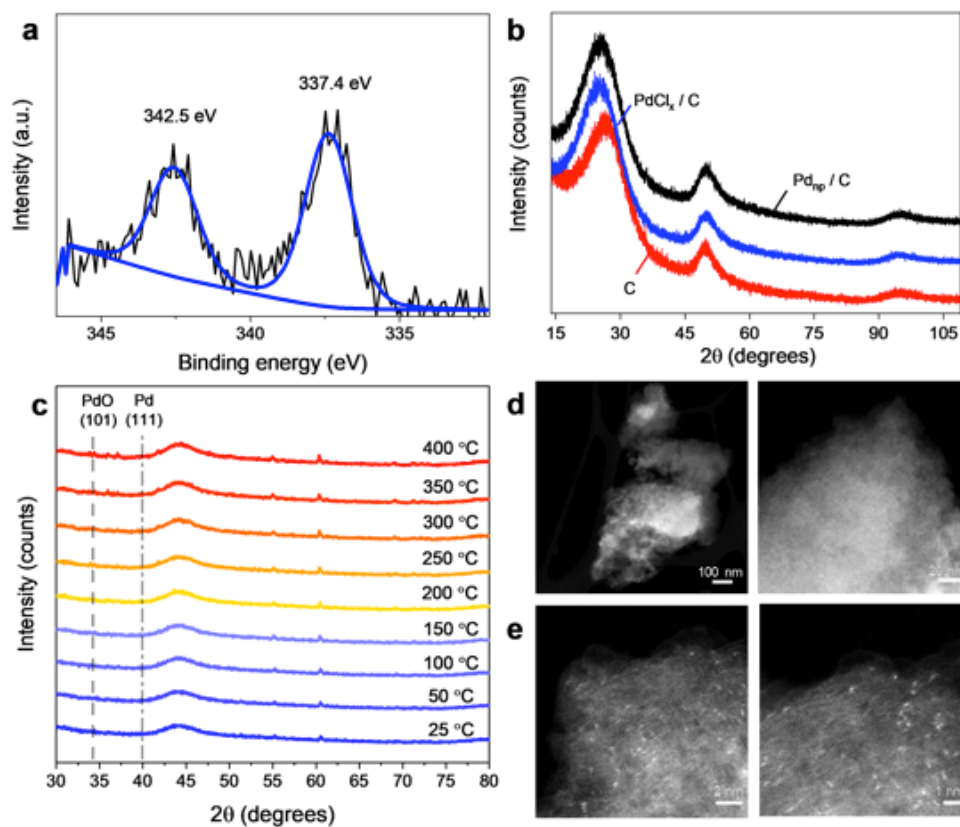 a
342.5 eV
337.4 eV
Intensity (a.u.)
345
340
335
Binding energy (eV)
b
PdClx / C
Pdnp / C
C
Intensity (counts)
15 30 45 60 75 90 105
2θ (degrees)
c
PdO Pd
(101) (111)
400 °C
350 °C
300 °C
250 °C
200 °C
150 °C
100 °C
50 °C
25 °C
Intensity (counts)
30 35 40 45 50 55 60 65 70 75 80
2θ (degrees)
d
100 nm
e
2 nm
1 nm